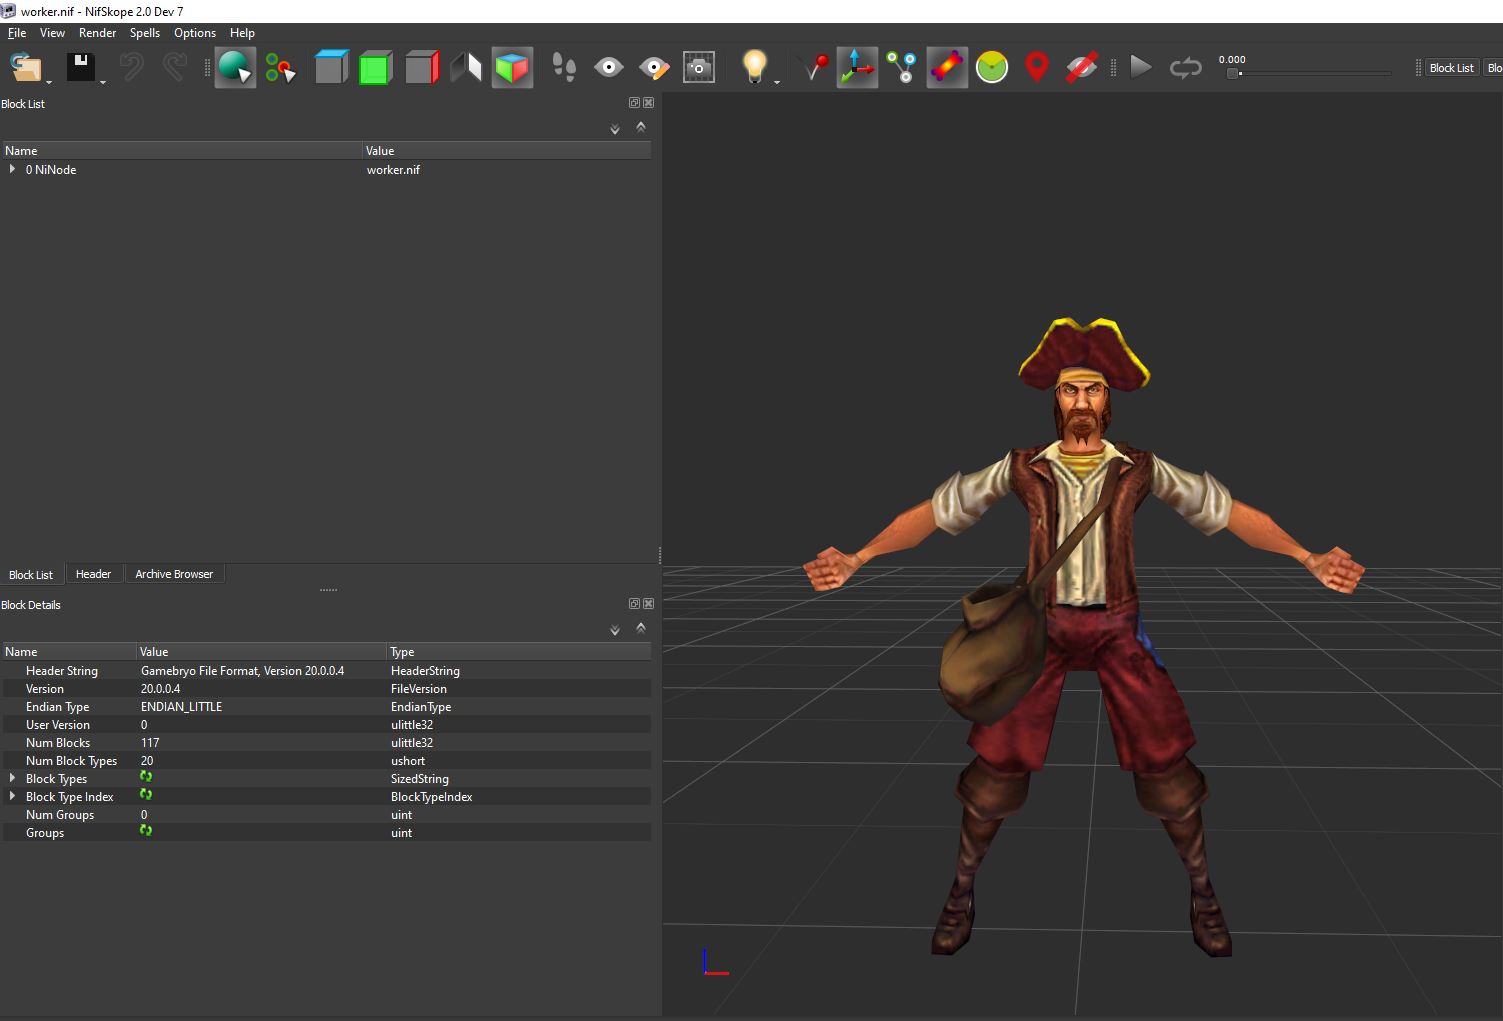 worker.nif - NifSkope 2.0 Dev 7
File View Render Spells Options Help
0.000
Block List Blo
Block List
Name Value
0 NiNode worker.nif
Block List Header Archive Browser
Block Details
Name Value Type
Header String Gamebryo File Format, Version 20.0.0.4 HeaderString
Version 20.0.0.4 FileVersion
Endian Type ENDIAN_LITTLE EndianType
User Version 0 ulittle32
Num Blocks 117 ulittle32
Num Block Types 20 ushort
Block Types SizedString
Block Type Index BlockTypeIndex
Num Groups 0 uint
Groups uint